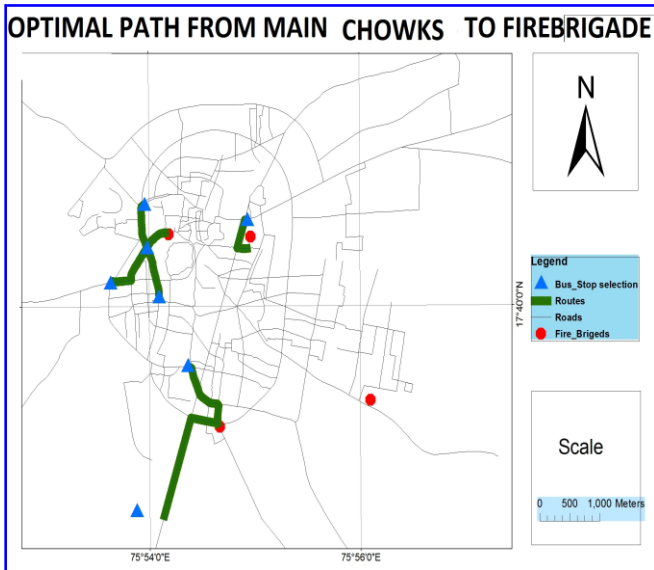 OPTIMAL PATH FROM MAIN CHOWKS TO FIREBRIGADE
N
Legend
Bus_Stop selection
Routes
Roads
Fire_Brigeds
17°40'0"N
Scale
0 500 1,000 Meters
75°54'0"E 75°56'0"E